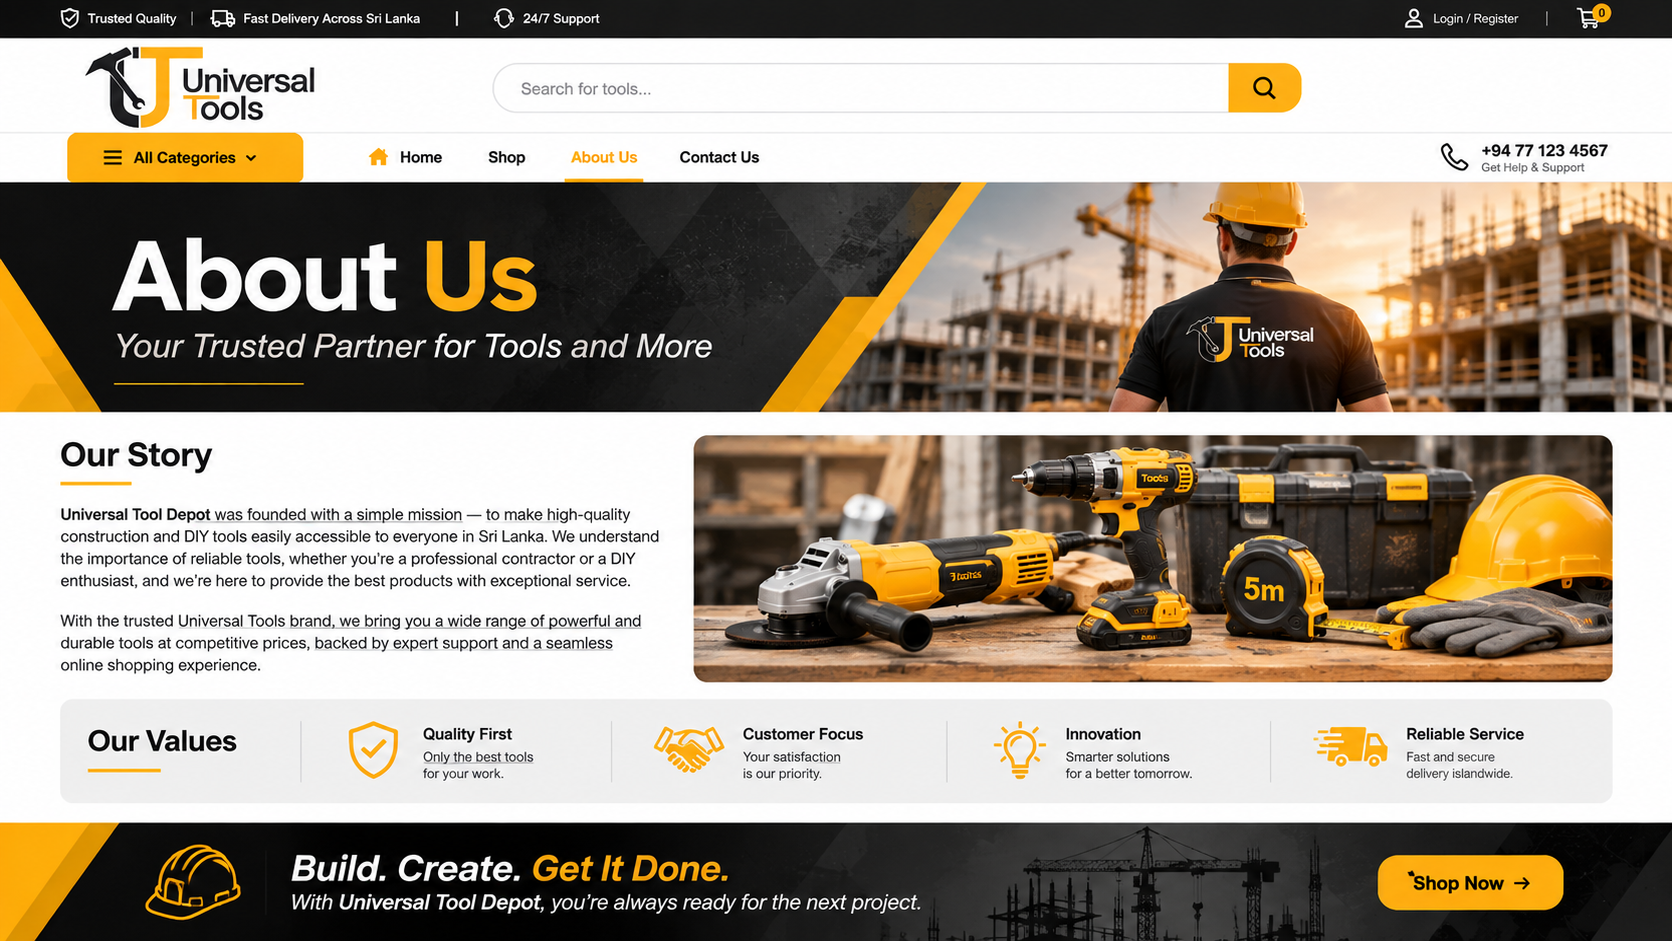 Trusted Quality | Fast Delivery Across Sri Lanka | 24/7 Support
Login / Register | 0
Universal
Tools
Search for tools...
All Categories
Home Shop About Us Contact Us
+94 77 123 4567
Get Help & Support
About Us
Your Trusted Partner for Tools and More
Universal
Tools
Our Story
Universal Tool Depot was founded with a simple mission — to make high-quality
construction and DIY tools easily accessible to everyone in Sri Lanka. We understand
the importance of reliable tools, whether you're a professional contractor or a DIY
enthusiast, and we're here to provide the best products with exceptional service.
With the trusted Universal Tools brand, we bring you a wide range of powerful and
durable tools at competitive prices, backed by expert support and a seamless
online shopping experience.
Toots
5m
Our Values
Quality First
Only the best tools
for your work.
Customer Focus
Your satisfaction
is our priority.
Innovation
Smarter solutions
for a better tomorrow.
Reliable Service
Fast and secure
delivery islandwide.
Build. Create. Get It Done.
With Universal Tool Depot, you're always ready for the next project.
Shop Now →